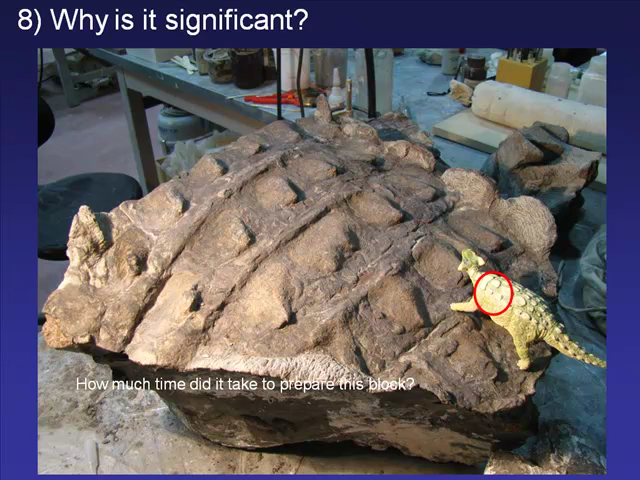 8) Why is it significant?
How much time did it take to prepare this block?